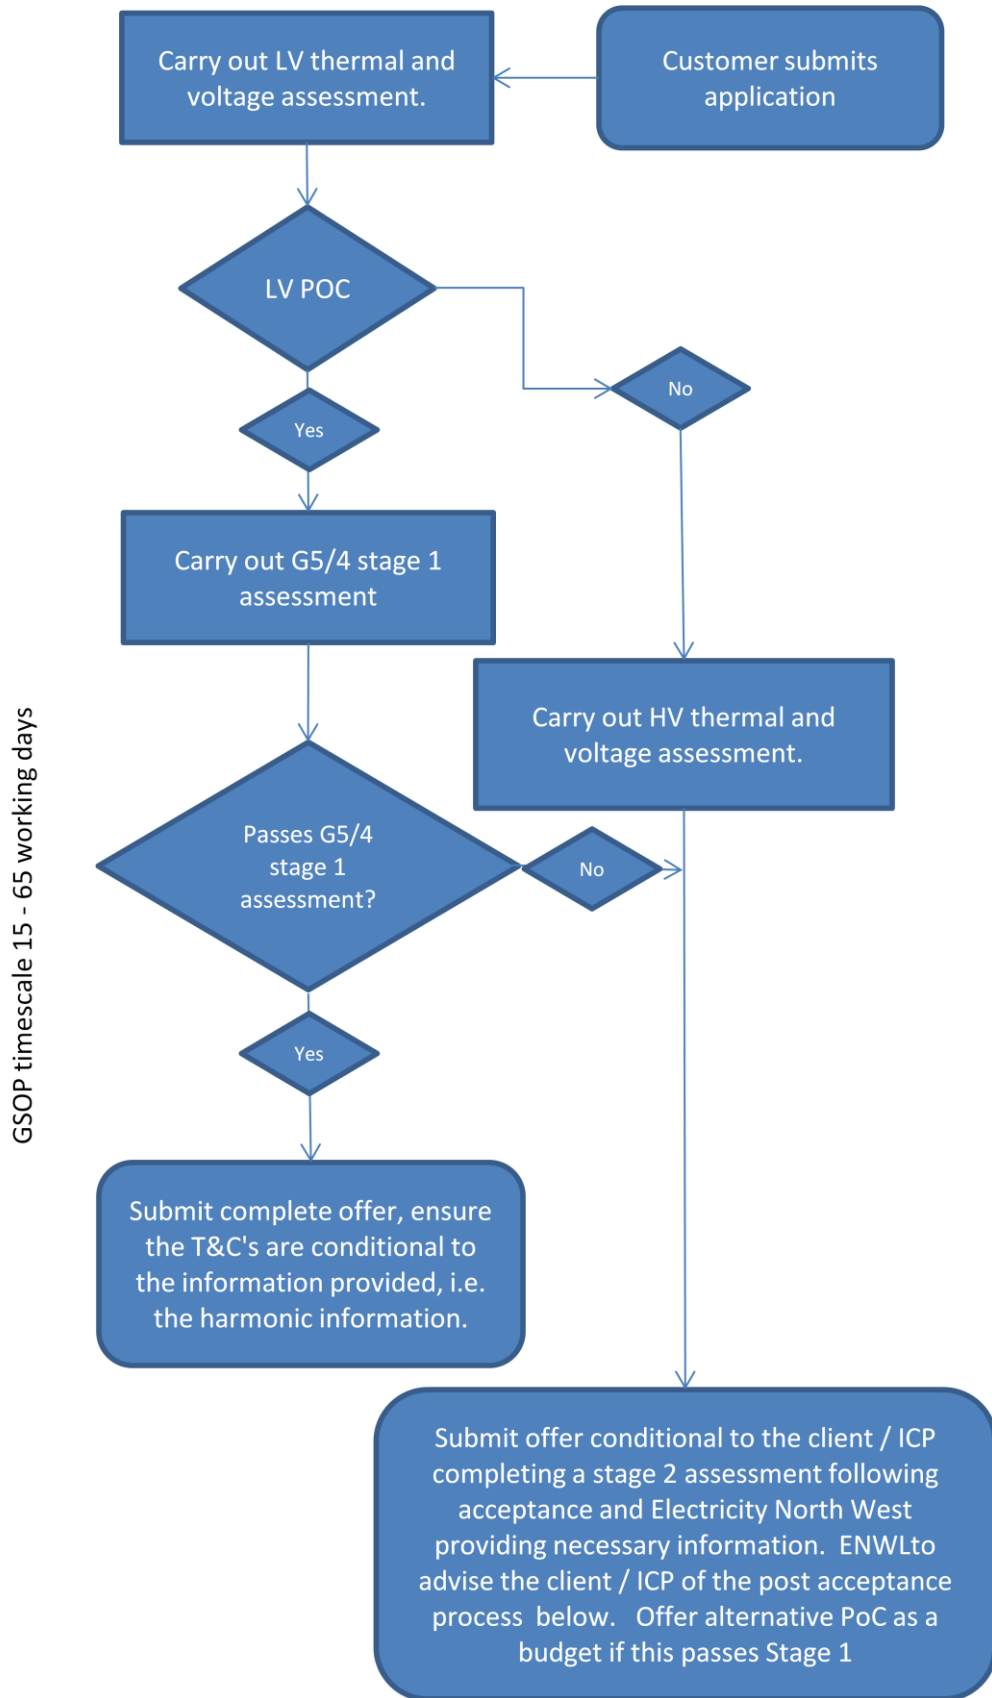 Carry out LV thermal and
voltage assessment.
Customer submits
application
LV POC
No
Yes
Carry out G5/4 stage 1
assessment
Carry out HV thermal and
voltage assessment.
GSOP timescale 15 - 65 working days
Passes G5/4
stage 1
assessment?
No
Yes
Submit complete offer, ensure
the T&C's are conditional to
the information provided, i.e.
the harmonic information.
Submit offer conditional to the client / ICP
completing a stage 2 assessment following
acceptance and Electricity North West
providing necessary information.  ENWLto
advise the client / ICP of the post acceptance
process  below.   Offer alternative PoC as a
budget if this passes Stage 1